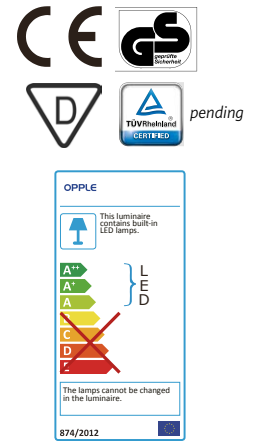 CE
GS
geprüfte
Sicherheit
D
TÜVRheinland
CERTIFIED
pending
OPPLE
This luminaire
contains built-in
LED lamps.
A++
A+
A
C
D
L
E
D
The lamps cannot be changed
in the luminaire.
874/2012